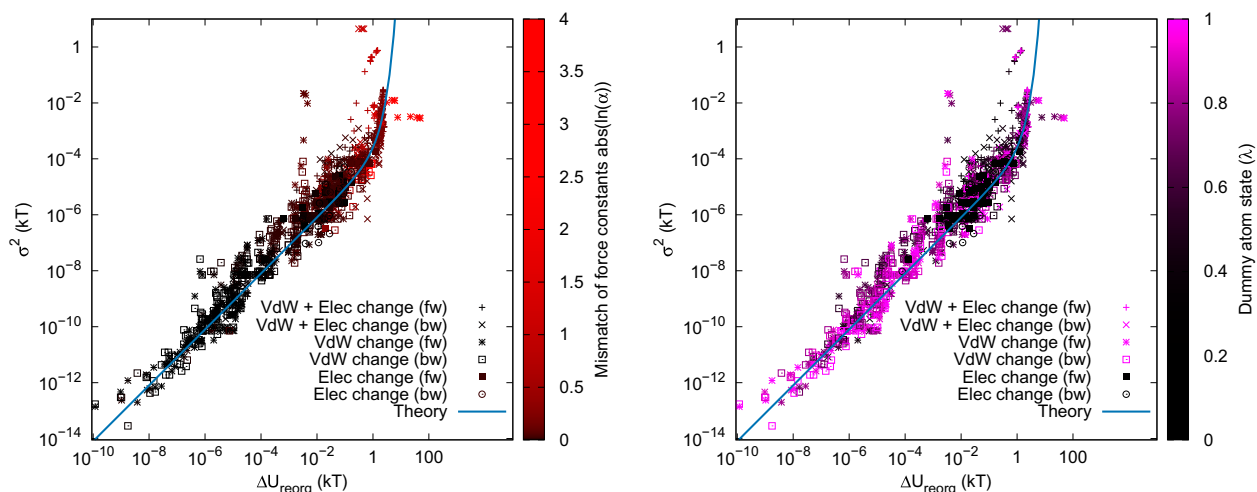 1
10⁻²
10⁻⁴
10⁻⁶
10⁻⁸
10⁻¹⁰
10⁻¹²
10⁻¹⁴
σ² (kT)
10⁻¹⁰ 10⁻⁸ 10⁻⁶ 10⁻⁴ 10⁻² 1 100
ΔU_reorg (kT)
VdW + Elec change (fw)
VdW + Elec change (bw)
VdW change (fw)
VdW change (bw)
Elec change (fw)
Elec change (bw)
Theory
4
3.5
3
2.5
2
1.5
1
0.5
0
Mismatch of force constants abs(ln(α))
1
10⁻²
10⁻⁴
10⁻⁶
10⁻⁸
10⁻¹⁰
10⁻¹²
10⁻¹⁴
σ² (kT)
10⁻¹⁰ 10⁻⁸ 10⁻⁶ 10⁻⁴ 10⁻² 1 100
ΔU_reorg (kT)
VdW + Elec change (fw)
VdW + Elec change (bw)
VdW change (fw)
VdW change (bw)
Elec change (fw)
Elec change (bw)
Theory
1
0.8
0.6
0.4
0.2
0
Dummy atom state (λ)